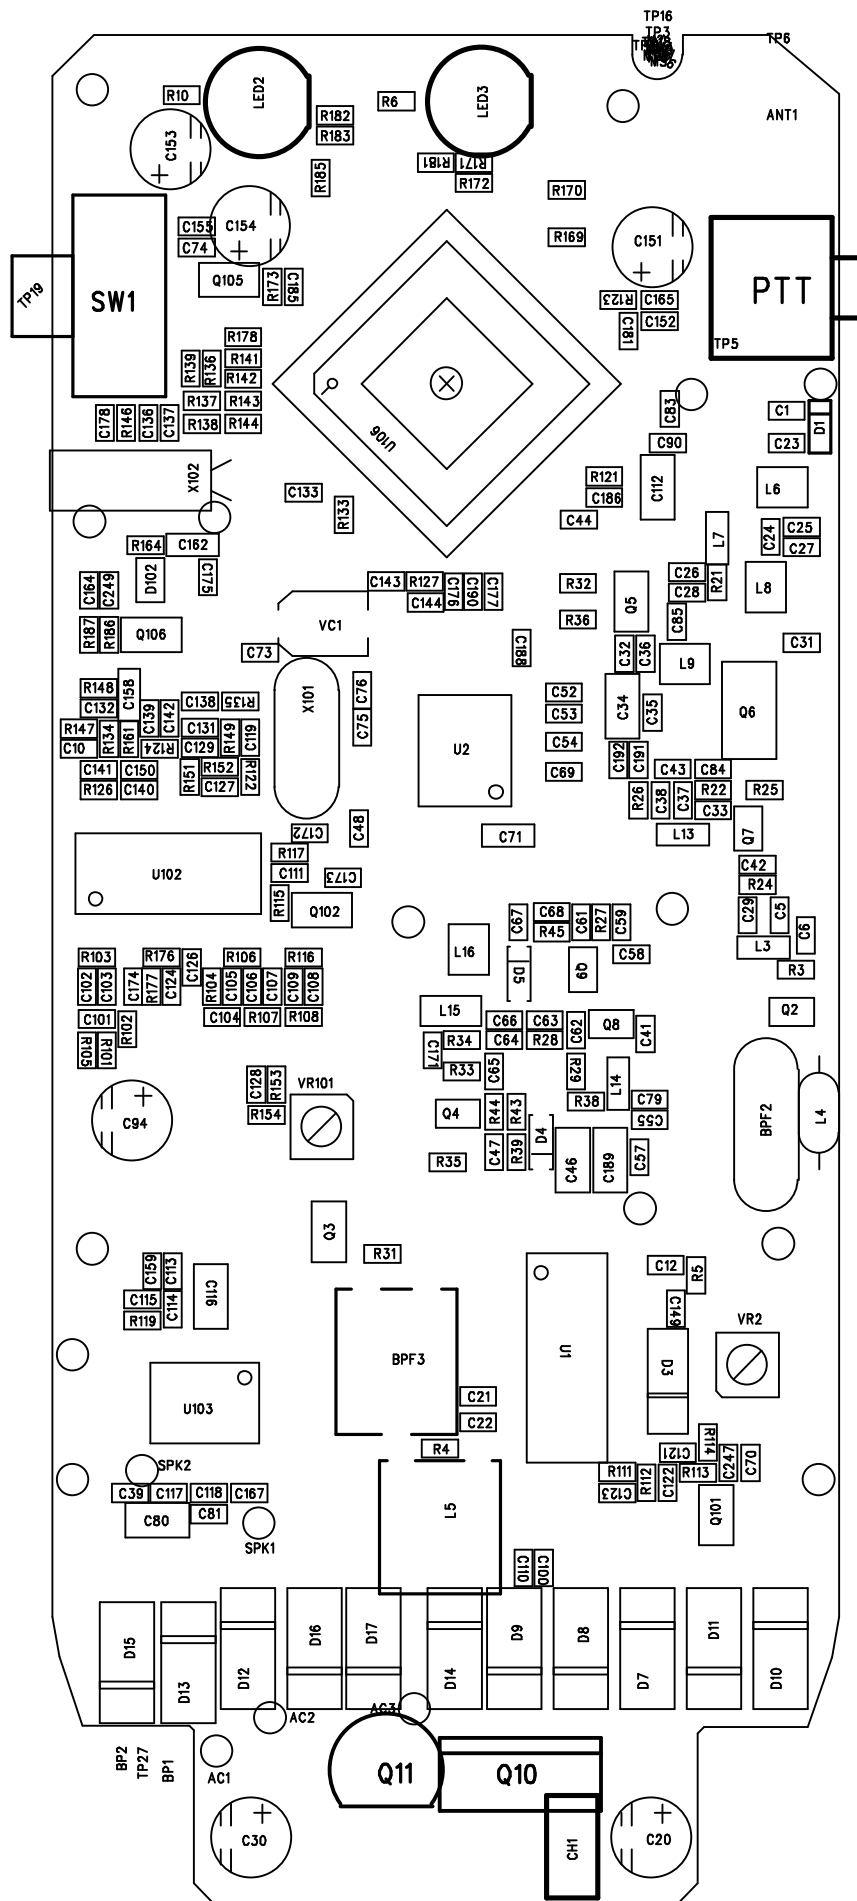 TP16
TP3
TP6
LED2
LED3
R10
R6
R182
R183
ANT1
C153
R181
R171
R172
R185
R170
C155
C154
C74
R169
C151
Q105
R173
C185
TP19
SW1
R123
C165
C152
C181
PTT
TP5
R178
R139
R136
R141
R142
R137
R143
R138
R144
C178
R146
C136
C137
U106
C83
C1
C23
D1
C90
X102
C133
R133
R121
C186
C112
C44
L6
L7
C24
C25
C27
R164
C162
D102
C175
C164
C249
C143
R127
C144
C176
C190
C177
R32
R36
Q5
C26
C28
R21
L8
C85
R187
R186
Q106
VC1
C73
C188
C32
C36
L9
C31
R148
C132
C158
C139
C142
C138
R135
X101
C76
C75
U2
C52
C53
C54
C69
C34
C35
Q6
R147
C10
R134
R161
R124
C131
C129
R149
C119
C141
C150
R126
C140
R151
R152
C127
R122
C192
C191
C43
C84
R26
C38
C37
R22
C33
R25
U102
C172
C48
R117
C111
C173
R115
Q102
C71
L13
Q7
C42
R24
C29
C5
L3
C6
R3
C67
C68
R45
C61
R27
C59
C58
L16
D5
Q9
R103
R176
C126
R106
R116
C102
C103
C174
R177
C124
R104
C105
C106
C107
C109
C108
C101
R102
C104
R107
R108
R105
R101
L15
C66
C63
C62
Q8
C41
Q2
R34
C64
R28
C171
R33
C65
R29
L14
C128
R153
R154
VR101
C94
Q4
R44
R43
R38
C79
C55
BPF2
L4
R35
C47
R39
D4
C46
C189
C57
Q3
R31
C159
C113
C115
C114
R119
C116
C12
R5
C149
BPF3
U1
D3
VR2
U103
C21
C22
R4
SPK2
C39
C117
C118
C167
C80
C81
SPK1
L5
R111
C123
R112
C122
C121
R114
R113
C247
C70
Q101
C110
C100
D15
D13
D12
D16
D17
D14
D9
D8
D7
D11
D10
AC2
AC3
BP2
TP27
BP1
AC1
Q11
Q10
C30
CH1
C20